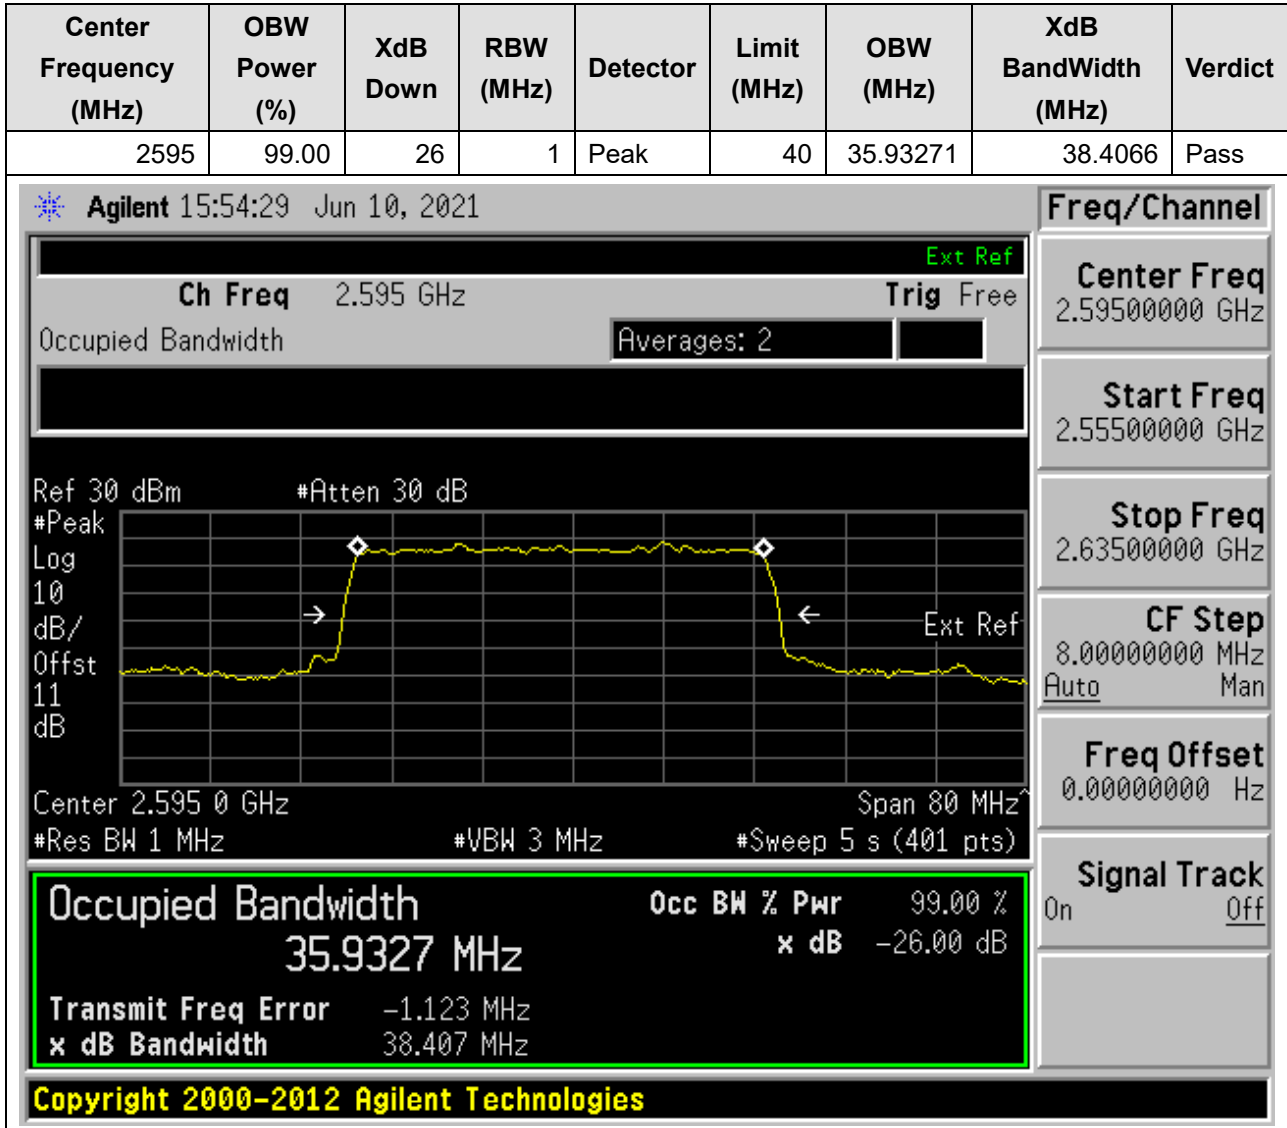 Center Frequency (MHz) OBW Power (%) XdB Down RBW (MHz) Detector Limit (MHz) OBW (MHz) XdB BandWidth (MHz) Verdict
2595 99.00 26 1 Peak 40 35.93271 38.4066 Pass
Agilent 15:54:29 Jun 10, 2021
Ext Ref
Ch Freq 2.595 GHz Trig Free
Occupied Bandwidth Averages: 2
Ref 30 dBm #Atten 30 dB
#Peak
Log
10
dB/
Offst
11
dB
Ext Ref
Center 2.595 0 GHz Span 80 MHz^
#Res BW 1 MHz #VBW 3 MHz #Sweep 5 s (401 pts)
Occupied Bandwidth
35.9327 MHz
Occ BW % Pwr 99.00 %
x dB -26.00 dB
Transmit Freq Error -1.123 MHz
x dB Bandwidth 38.407 MHz
Freq/Channel
Center Freq
2.59500000 GHz
Start Freq
2.55500000 GHz
Stop Freq
2.63500000 GHz
CF Step
8.00000000 MHz
Auto Man
Freq Offset
0.00000000 Hz
Signal Track
On Off
Copyright 2000-2012 Agilent Technologies